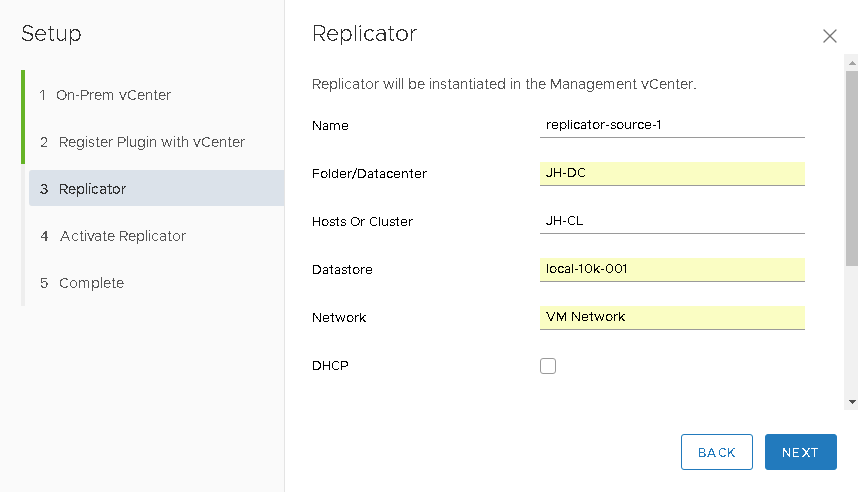 Setup
1 On-Prem vCenter
2 Register Plugin with vCenter
3 Replicator
4 Activate Replicator
5 Complete
Replicator
Replicator will be instantiated in the Management vCenter.
Name replicator-source-1
Folder/Datacenter JH-DC
Hosts Or Cluster JH-CL
Datastore local-10k-001
Network VM Network
DHCP
BACK NEXT